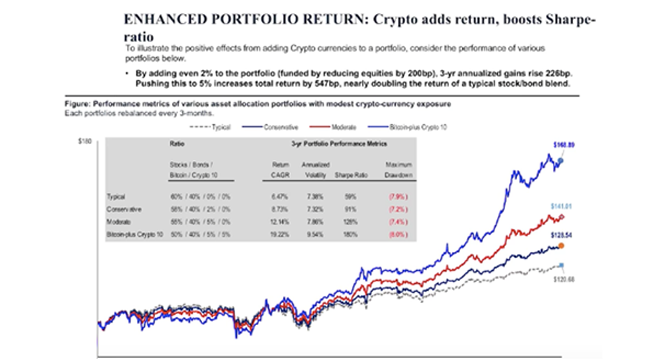 ENHANCED PORTFOLIO RETURN: Crypto adds return, boosts Sharpe-
ratio
To illustrate the positive effects from adding Crypto currencies to a portfolio, consider the performance of various
portfolios below.
• By adding even 2% to the portfolio (funded by reducing equities by 200bp), 3-yr annualized gains rise 226bp.
Pushing this to 5% increases total return by 547bp, nearly doubling the return of a typical stock/bond blend.
Figure: Performance metrics of various asset allocation portfolios with modest crypto-currency exposure
Each portfolios rebalanced every 3-months.
Typical Conservative Moderate Bitcoin-plus Crypto 10
$180
Ratio 3-yr Portfolio Performance Metrics
Stocks / Bonds / Return Annualized Maximum
Bitcoin / Crypto 10 CAGR Volatility Sharpe Ratio Drawdown
Typical 60% / 40% / 0% / 0% 6.47% 7.38% 59% (7.9%)
Conservative 58% / 40% / 2% / 0% 8.73% 7.32% 91% (7.2%)
Moderate 55% / 40% / 5% / 0% 12.14% 7.86% 128% (7.4%)
Bitcoin-plus Crypto 10 50% / 40% / 5% / 5% 19.22% 9.54% 180% (8.0%)
$168.89
$141.01
$128.54
$120.68